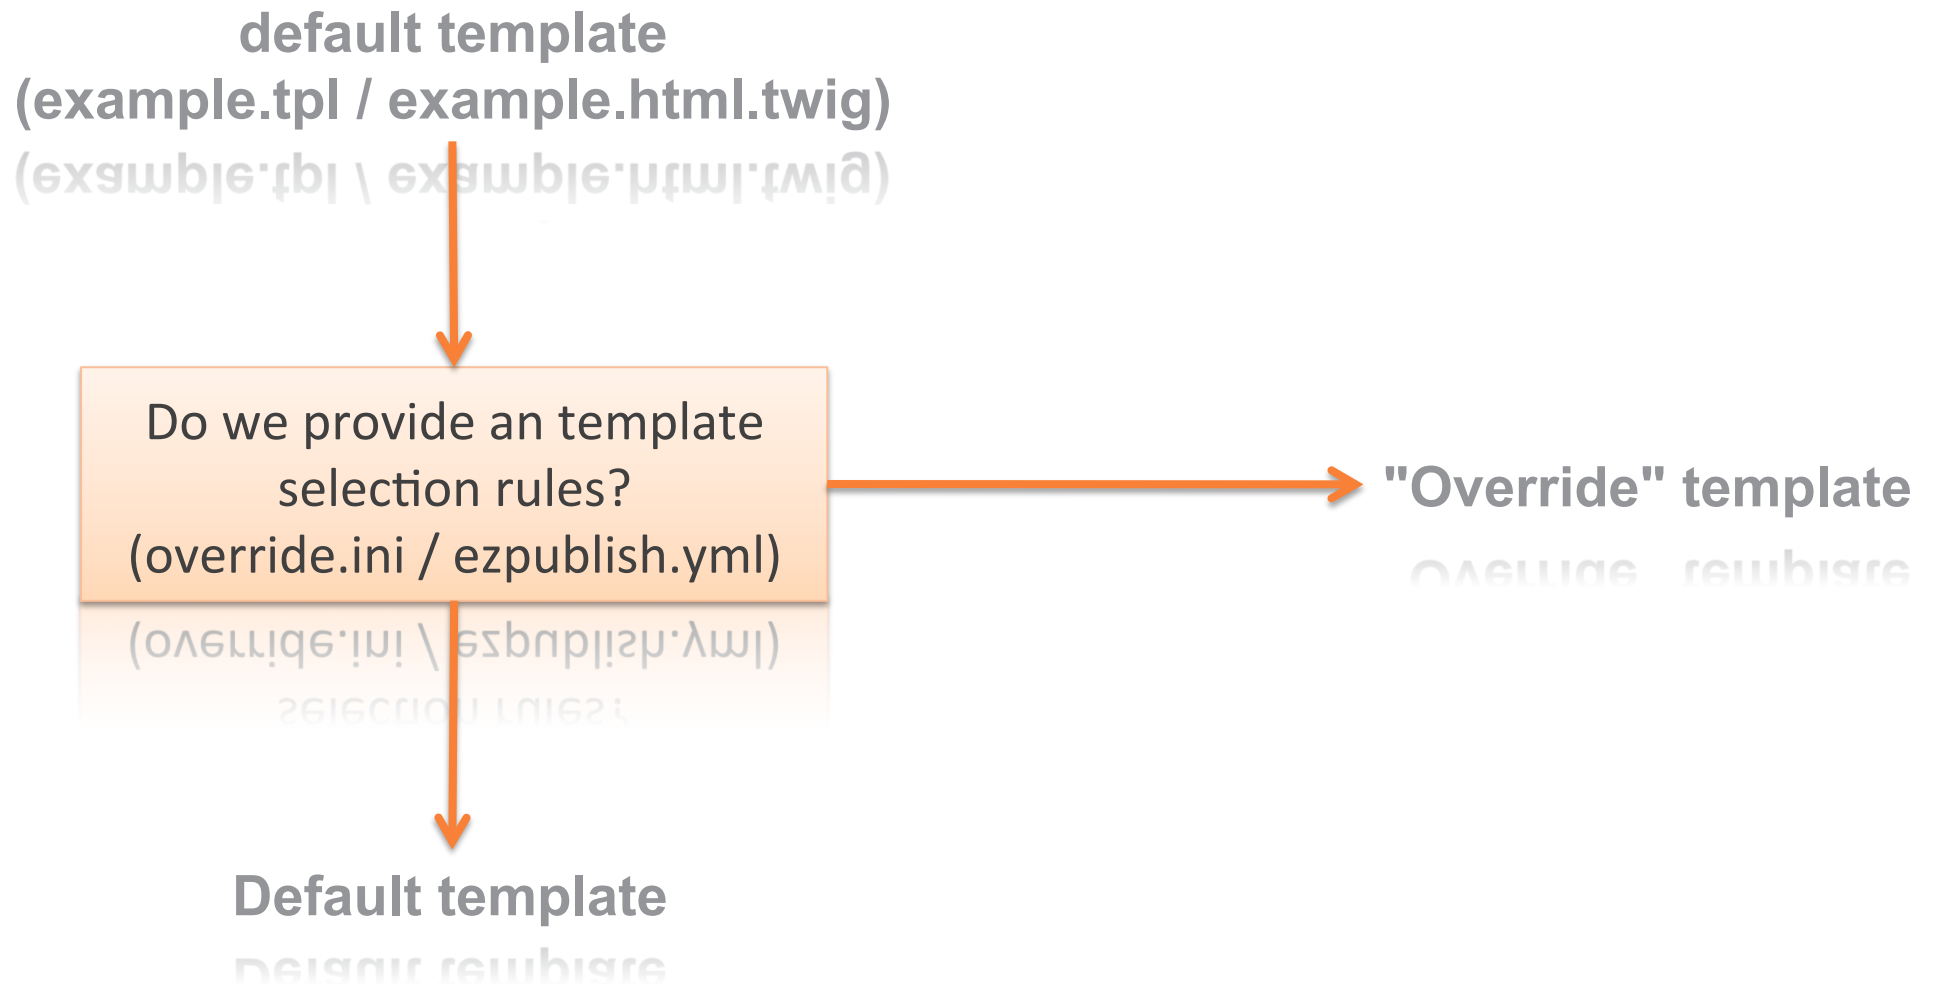 default template
(example.tpl / example.html.twig)
Do we provide an template
selection rules?
(override.ini / ezpublish.yml)
"Override" template
Default template